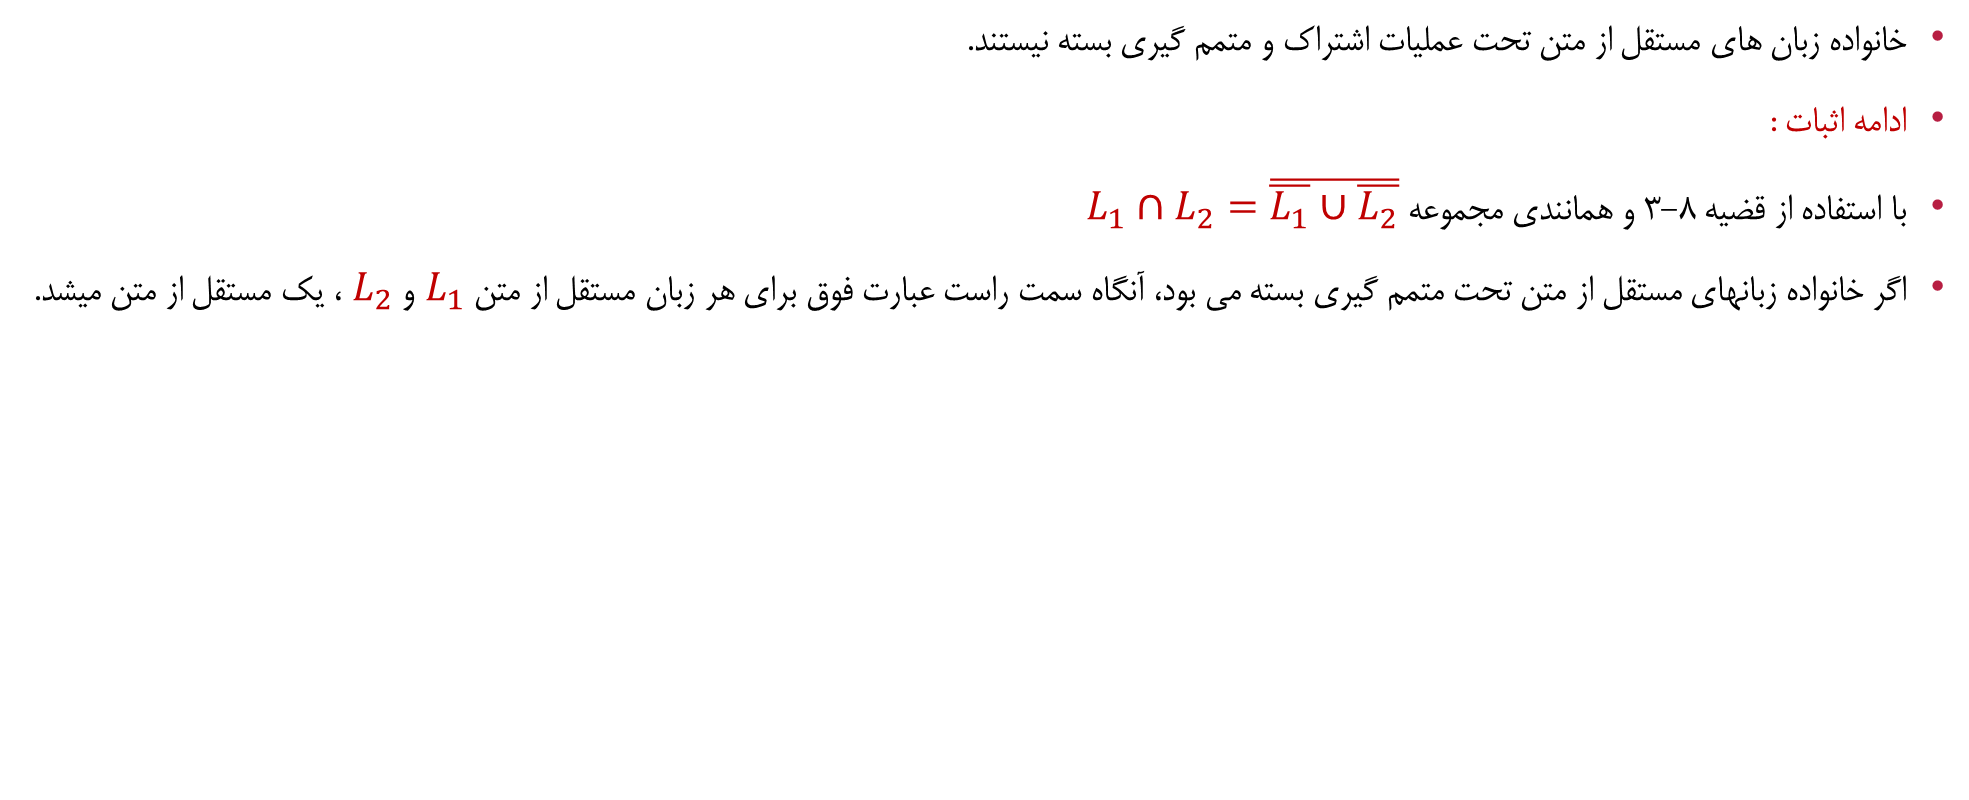 • خانواده زبان های مستقل از متن تحت عملیات اشتراک و متمم گیری بسته نیستند.
• ادامه اثبات :
• با استفاده از قضیه ۸-۳ و همانندی مجموعه $L_1 \cap L_2 = \overline{\overline{L_1} \cup \overline{L_2}}$
• اگر خانواده زبانهای مستقل از متن تحت متمم گیری بسته می بود، آنگاه سمت راست عبارت فوق برای هر زبان مستقل از متن $L_1$ و $L_2$ ، یک مستقل از متن میشد.